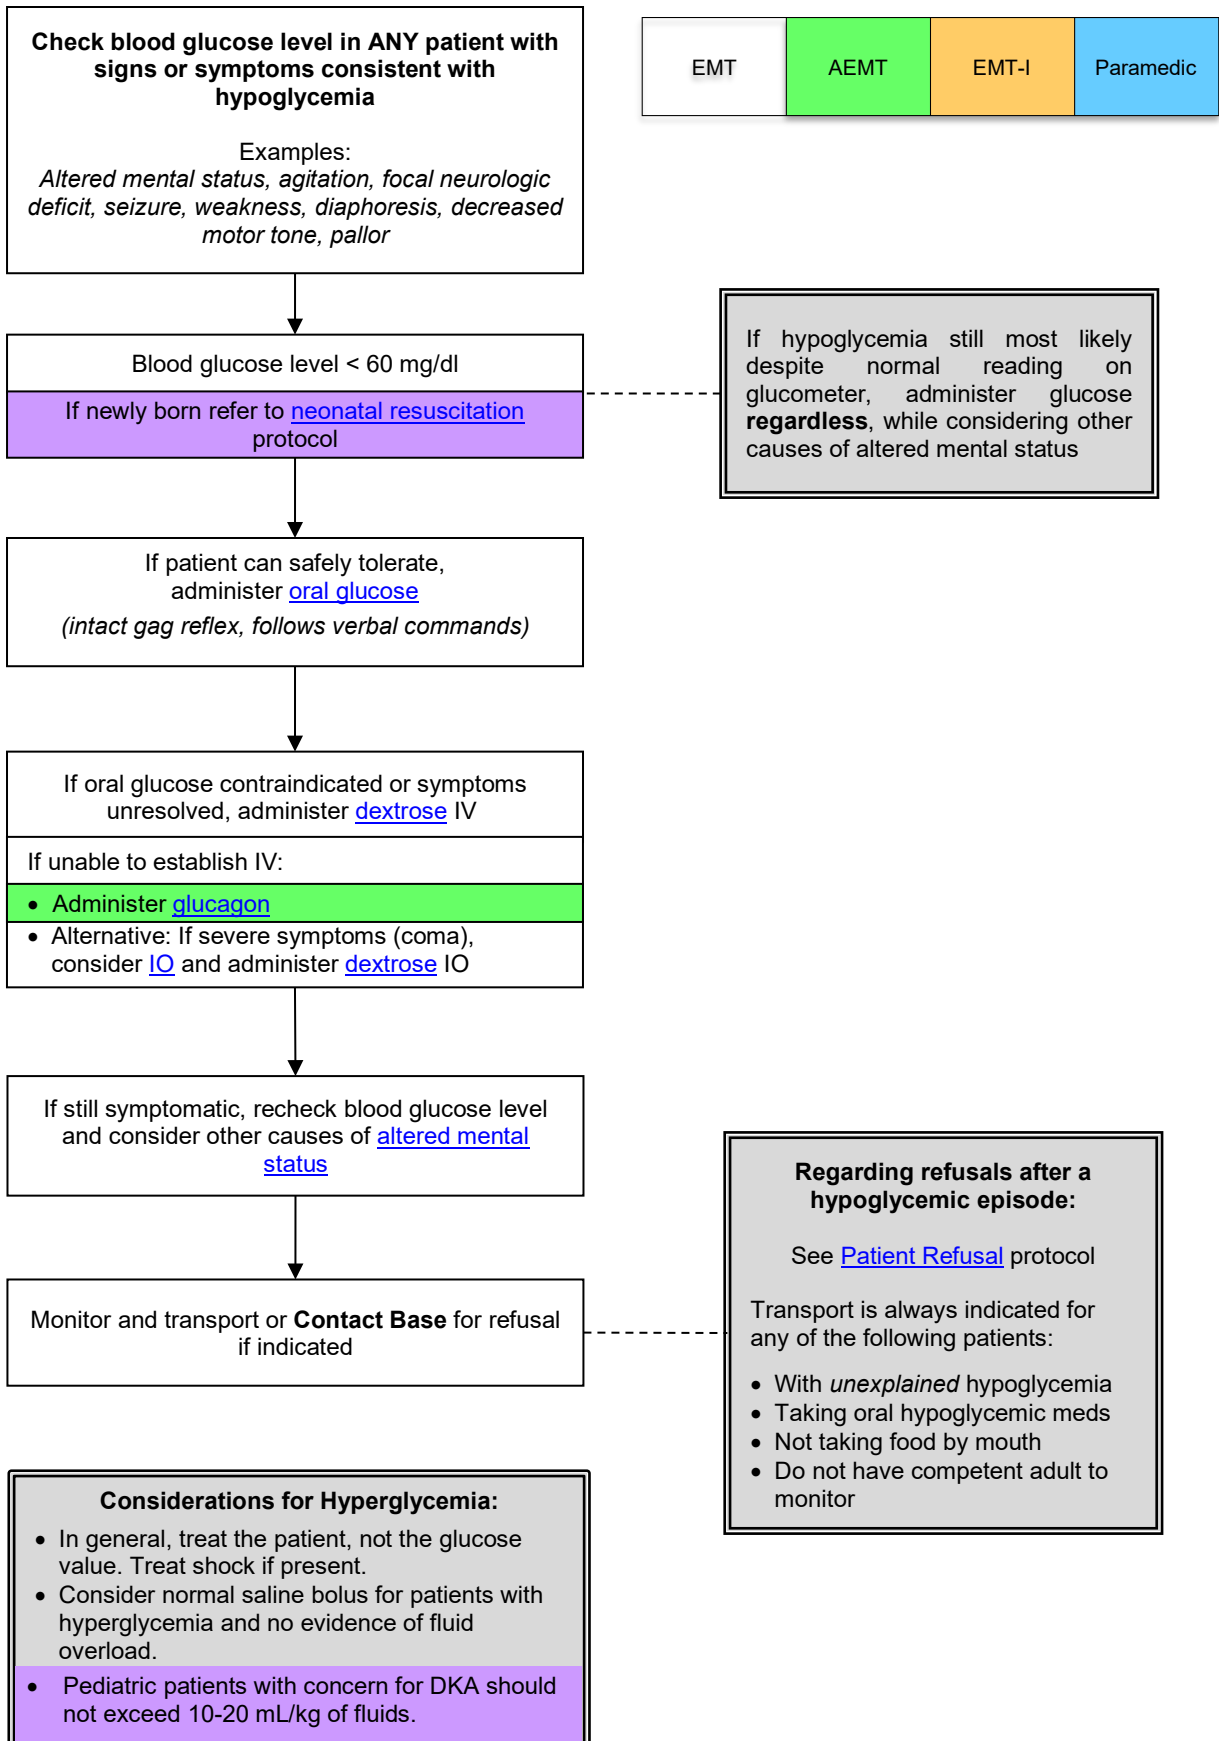 Check blood glucose level in ANY patient with
signs or symptoms consistent with
hypoglycemia
Examples:
Altered mental status, agitation, focal neurologic
deficit, seizure, weakness, diaphoresis, decreased
motor tone, pallor
EMT
AEMT
EMT-I
Paramedic
Blood glucose level < 60 mg/dl
If newly born refer to neonatal resuscitation
protocol
If hypoglycemia still most likely
despite normal reading on
glucometer, administer glucose
regardless, while considering other
causes of altered mental status
If patient can safely tolerate,
administer oral glucose
(intact gag reflex, follows verbal commands)
If oral glucose contraindicated or symptoms
unresolved, administer dextrose IV
If unable to establish IV:
• Administer glucagon
• Alternative: If severe symptoms (coma),
consider IO and administer dextrose IO
If still symptomatic, recheck blood glucose level
and consider other causes of altered mental
status
Monitor and transport or Contact Base for refusal
if indicated
Regarding refusals after a
hypoglycemic episode:
See Patient Refusal protocol
Transport is always indicated for
any of the following patients:
• With unexplained hypoglycemia
• Taking oral hypoglycemic meds
• Not taking food by mouth
• Do not have competent adult to
monitor
Considerations for Hyperglycemia:
• In general, treat the patient, not the glucose
value. Treat shock if present.
• Consider normal saline bolus for patients with
hyperglycemia and no evidence of fluid
overload.
• Pediatric patients with concern for DKA should
not exceed 10-20 mL/kg of fluids.